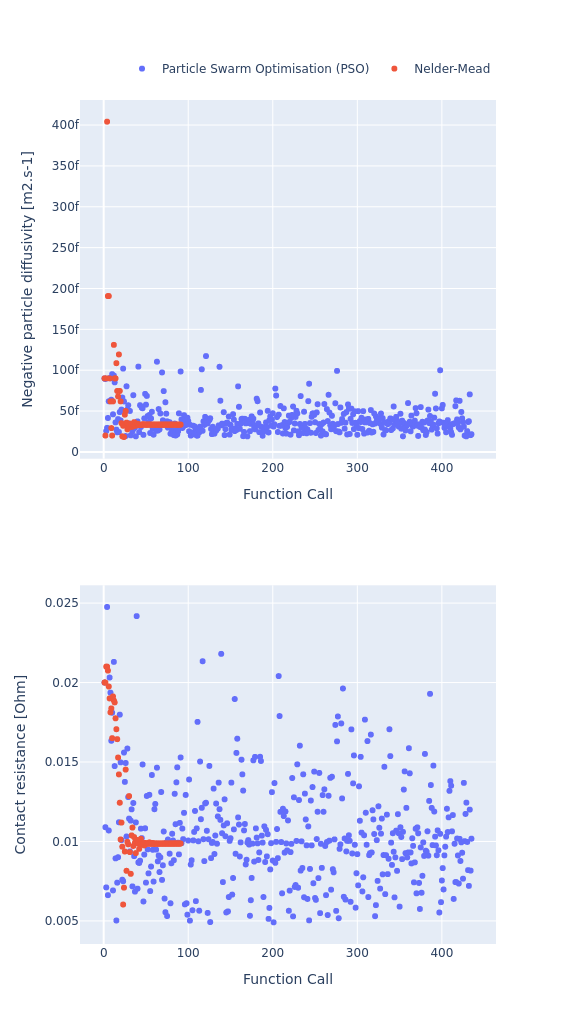 Particle Swarm Optimisation (PSO) Nelder-Mead
400f
350f
300f
250f
200f
150f
100f
50f
0
Negative particle diffusivity [m2.s-1]
0 100 200 300 400
Function Call
0.025
0.02
0.015
0.01
0.005
Contact resistance [Ohm]
0 100 200 300 400
Function Call